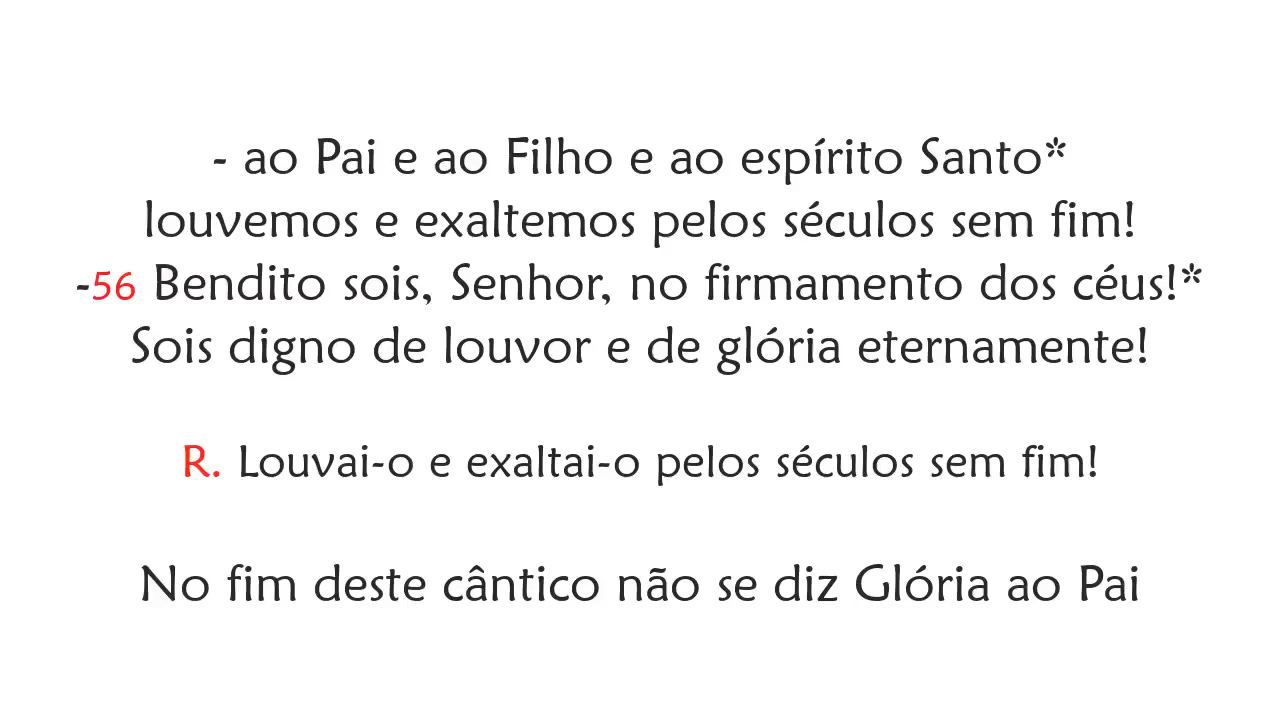 - ao Pai e ao Filho e ao espírito Santo*
louvemos e exaltemos pelos séculos sem fim!
-56 Bendito sois, Senhor, no firmamento dos céus!*
Sois digno de louvor e de glória eternamente!
R. Louvai-o e exaltai-o pelos séculos sem fim!
No fim deste cântico não se diz Glória ao Pai